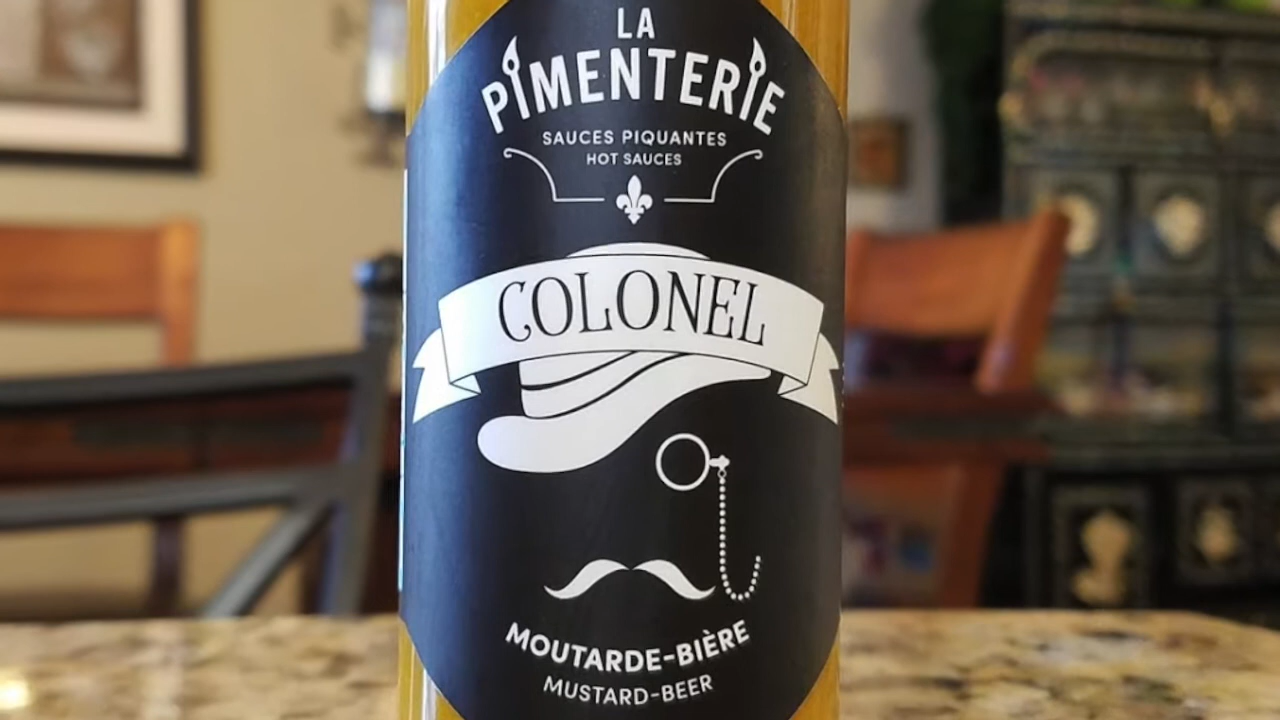 LA
PIMENTERIE
SAUCES PIQUANTES
HOT SAUCES
COLONEL
MOUTARDE-BIÈRE
MUSTARD-BEER